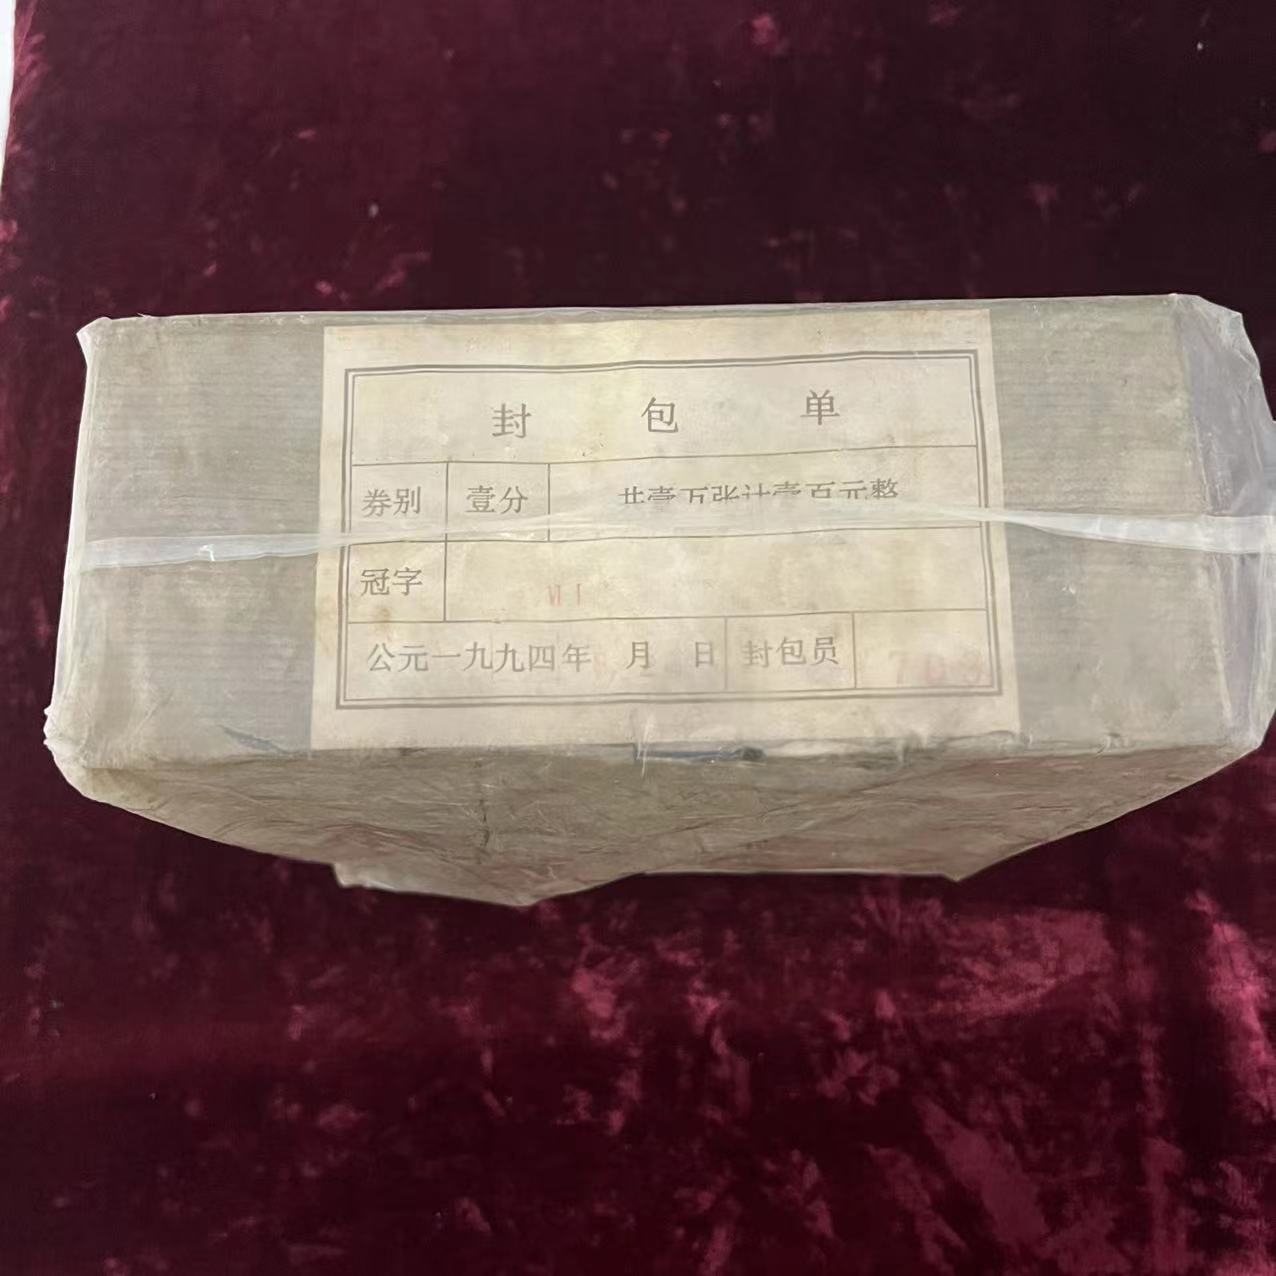 封包单
券别 壹分 共壹万张计壹百元整
冠字
公元一九九四年 月 日 封包员 703